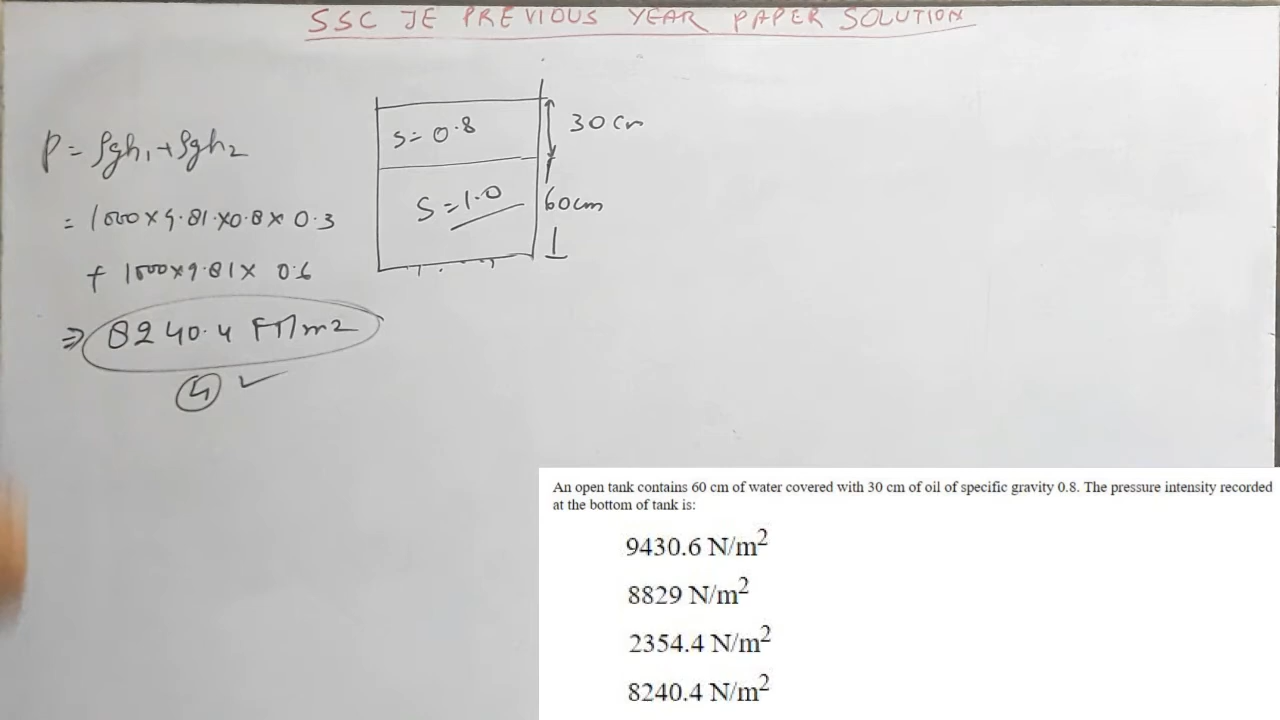 SSC JE PREVIOUS YEAR PAPER SOLUTION
P = ρgh₁ + ρgh₂
= 1000 × 9.81 × 0.8 × 0.3
+ 1000 × 9.81 × 0.6
⇒ 8240.4 N/m2
4 ✓
S = 0.8
30 cm
S = 1.0
60cm
An open tank contains 60 cm of water covered with 30 cm of oil of specific gravity 0.8. The pressure intensity recorded
at the bottom of tank is:
9430.6 N/m²
8829 N/m²
2354.4 N/m²
8240.4 N/m²